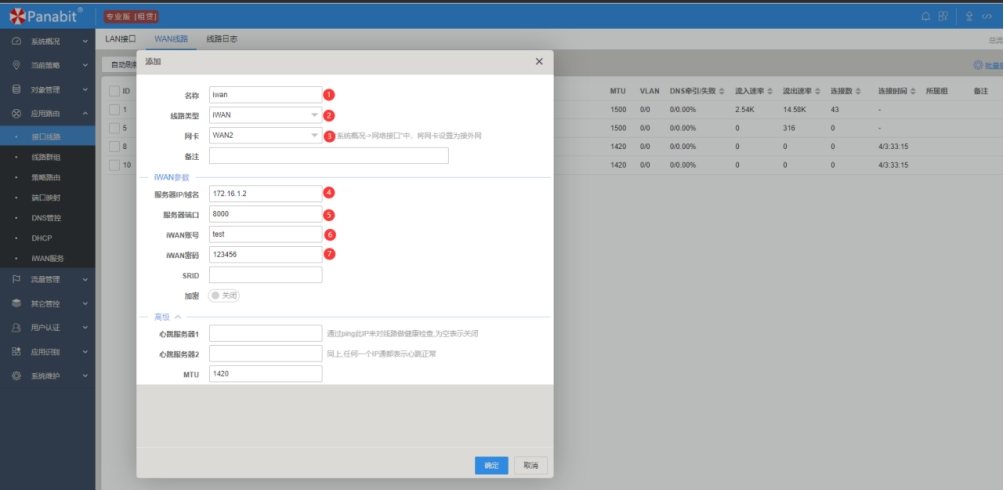 Panabit®
专业版 [租赁]
系统概况
当前策略
对象管理
应用路由
接口线路
线路群组
策略路由
端口映射
DNS管控
DHCP
iWAN服务
流量管理
其它管控
用户认证
应用识别
系统维护
LAN接口 WAN线路 线路日志
自动刷新
ID MTU VLAN DNS牵引/失败 流入速率 流出速率 连接数 连接时间 所属组 备注
1 1500 0/0 0/0.00% 2.54K 14.58K 43 -
5 1500 0/0 0/0.00% 0 316 0 -
8 1420 0/0 0/0.00% 0 0 0 4/3:33:15
10 1420 0/0 0/0.00% 0 0 0 4/3:33:15
添加
名称 iwan 1
线路类型 iWAN 2
网卡 WAN2 3 系统概况->网络接口"中，将网卡设置为接外网
备注
iWAN参数
服务器IP/域名 172.16.1.2 4
服务器端口 8000 5
iWAN账号 test 6
iWAN密码 123456 7
SRID
加密 关闭
高级
心跳服务器1 通过ping此IP来对线路做健康检查,为空表示关闭
心跳服务器2 同上,任何一个IP通都表示心跳正常
MTU 1420
确定 取消